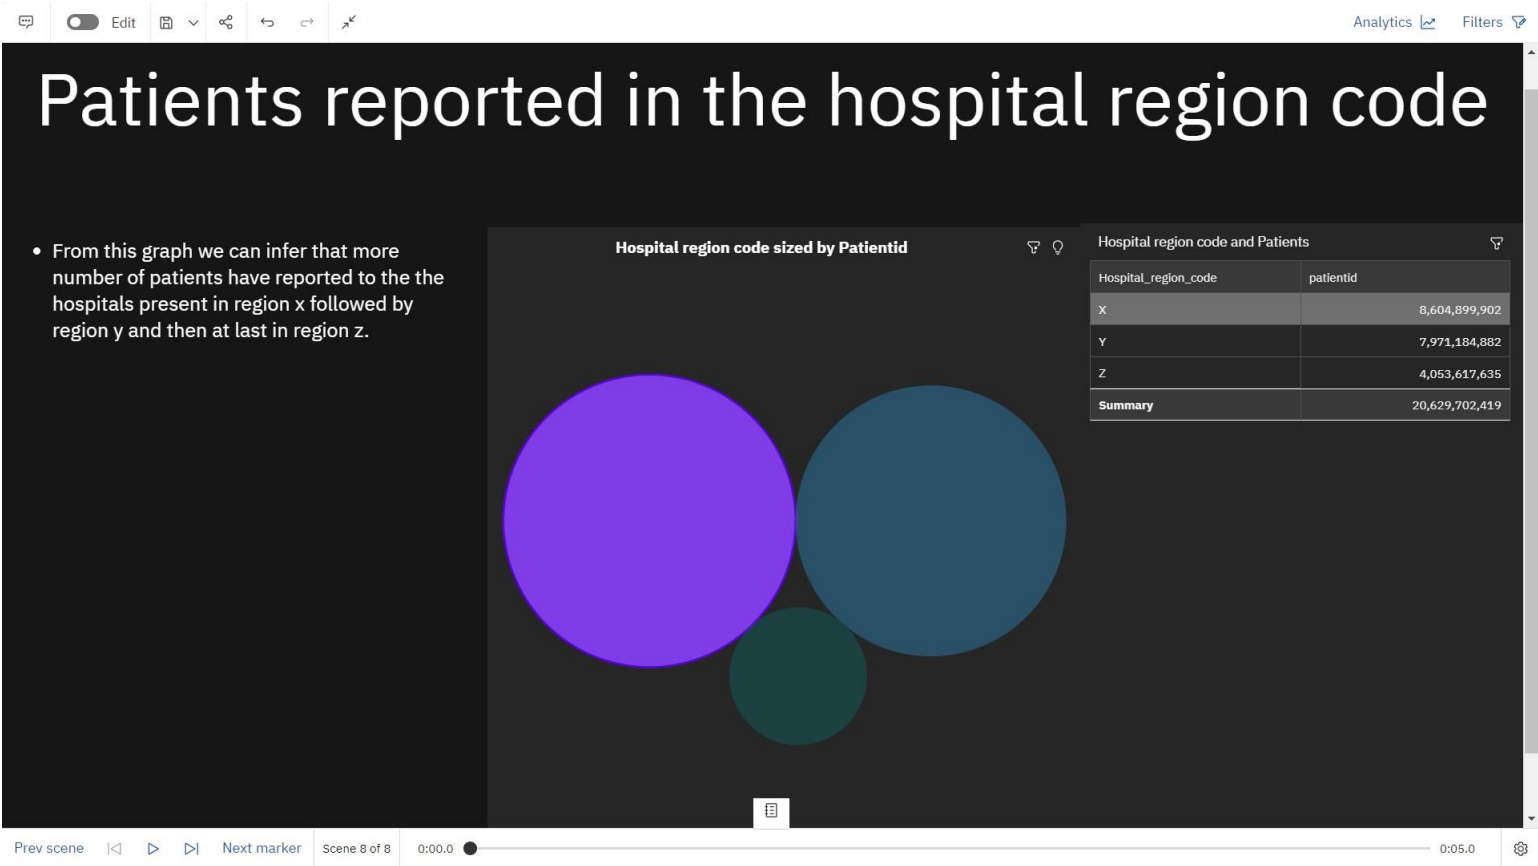 Edit
Analytics
Filters
Patients reported in the hospital region code
• From this graph we can infer that more
number of patients have reported to the the
hospitals present in region x followed by
region y and then at last in region z.
Hospital region code sized by Patientid
Hospital region code and Patients
Hospital_region_code patientid
X 8,604,899,902
Y 7,971,184,882
Z 4,053,617,635
Summary 20,629,702,419
Prev scene Next marker Scene 8 of 8 0:00.0 0:05.0